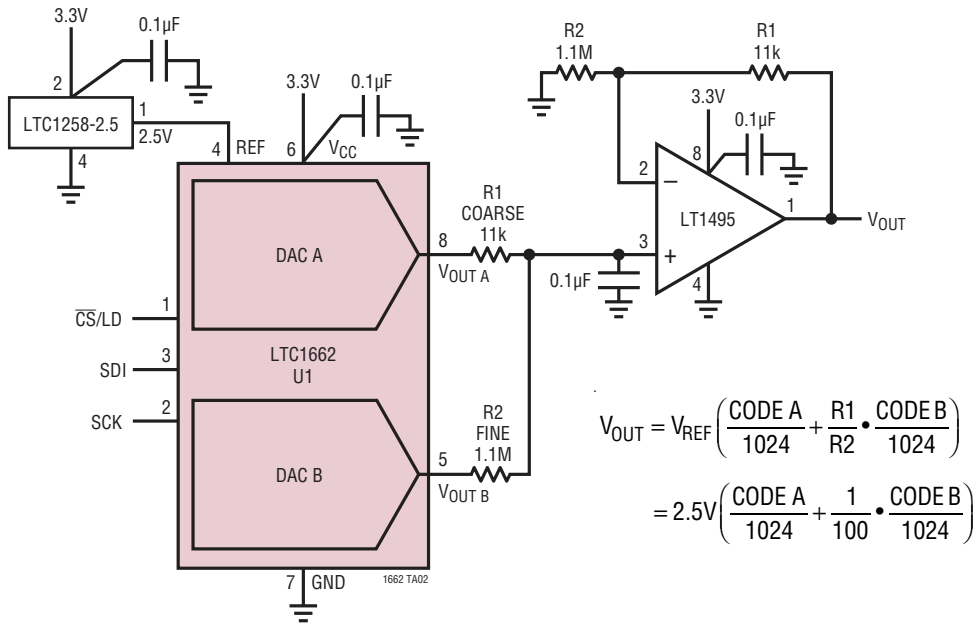 3.3V
0.1µF
2
LTC1258-2.5
1
2.5V
4
3.3V
0.1µF
4
REF
6
VCC
DAC A
8
VOUT A
R1
COARSE
11k
1
CS/LD
3
SDI
2
SCK
LTC1662
U1
DAC B
5
VOUT B
R2
FINE
1.1M
7
GND
1662 TA02
R2
1.1M
R1
11k
3.3V
0.1µF
8
2
−
LT1495
1
VOUT
3
+
4
0.1µF
VOUT = VREF(CODE A/1024 + R1/R2 • CODE B/1024)
= 2.5V(CODE A/1024 + 1/100 • CODE B/1024)